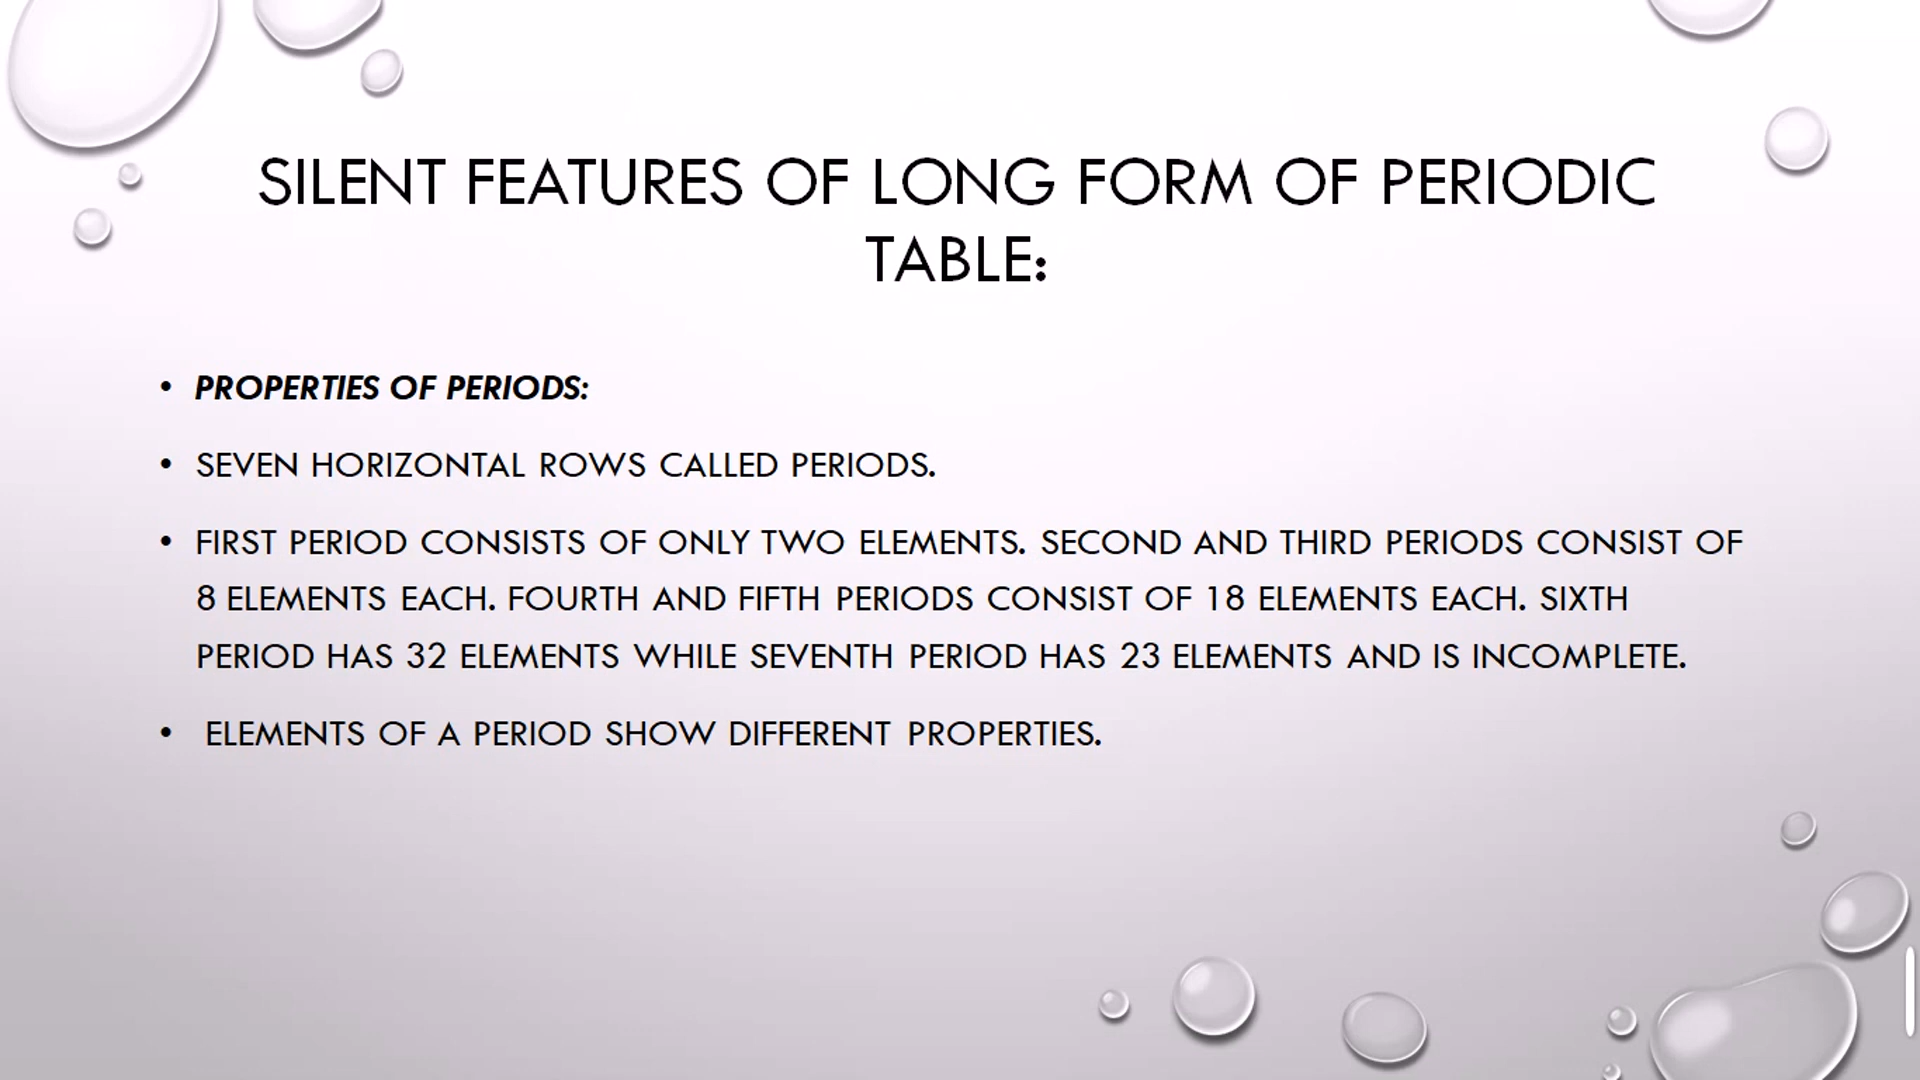 SILENT FEATURES OF LONG FORM OF PERIODIC
TABLE:
• PROPERTIES OF PERIODS:
• SEVEN HORIZONTAL ROWS CALLED PERIODS.
• FIRST PERIOD CONSISTS OF ONLY TWO ELEMENTS. SECOND AND THIRD PERIODS CONSIST OF
8 ELEMENTS EACH. FOURTH AND FIFTH PERIODS CONSIST OF 18 ELEMENTS EACH. SIXTH
PERIOD HAS 32 ELEMENTS WHILE SEVENTH PERIOD HAS 23 ELEMENTS AND IS INCOMPLETE.
• ELEMENTS OF A PERIOD SHOW DIFFERENT PROPERTIES.